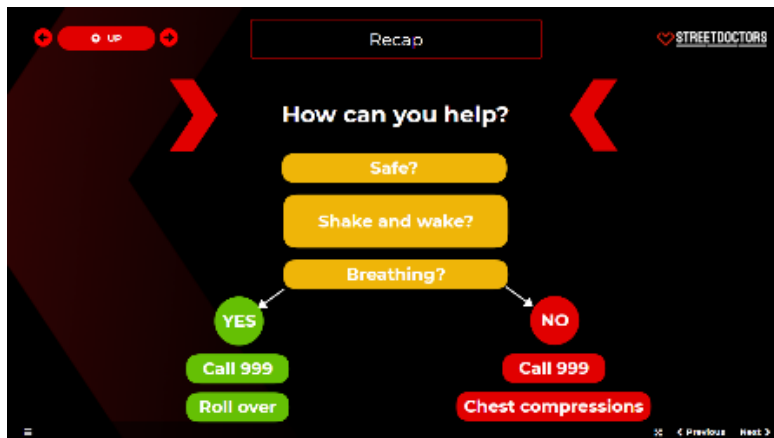 UP
Recap
STREETDOCTORS
How can you help?
Safe?
Shake and wake?
Breathing?
YES
NO
Call 999
Call 999
Roll over
Chest compressions
Previous
Next